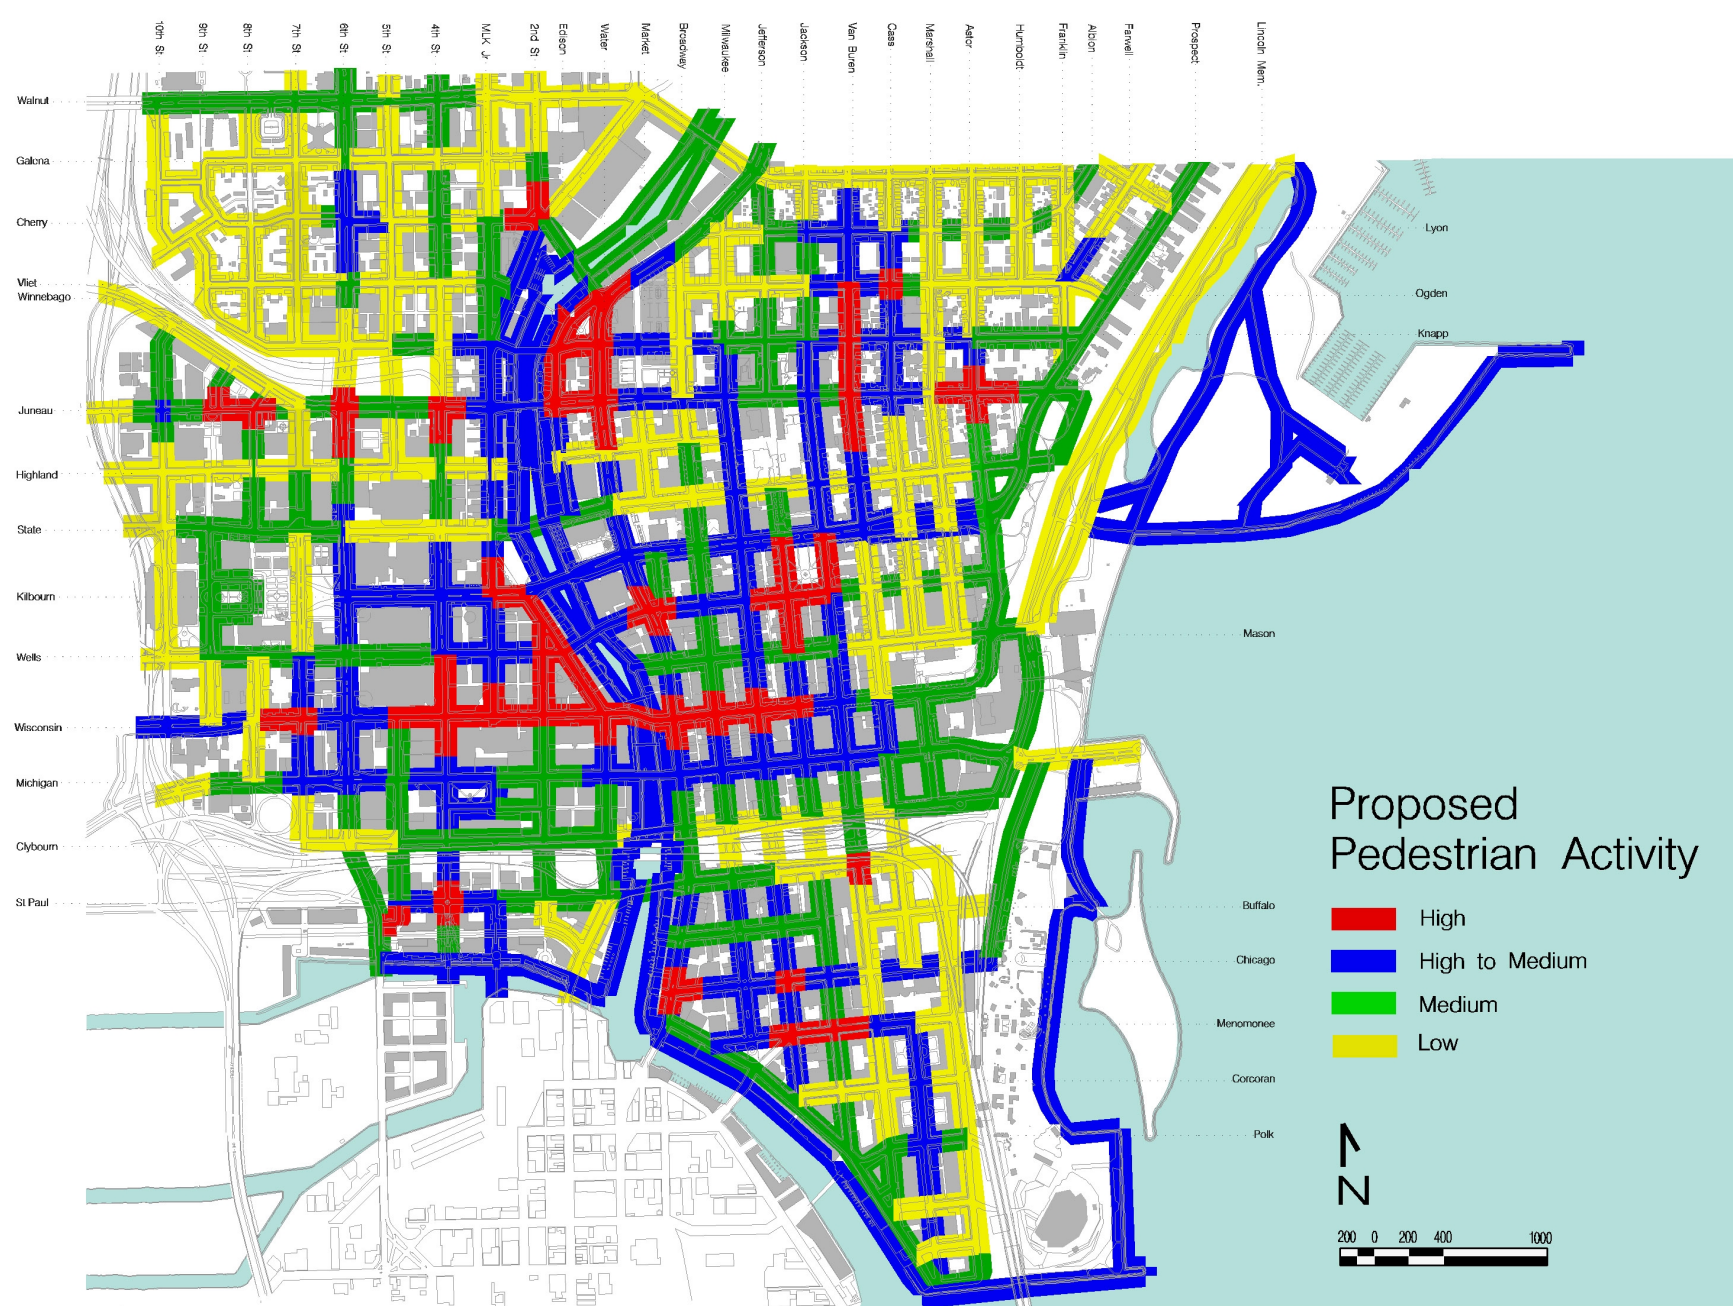 10th St
9th St
8th St
7th St
6th St
5th St
4th St
MLK Jr
2nd St
Edison
Water
Market
Broadway
Milwaukee
Jefferson
Jackson
Van Buren
Cass
Marshall
Astor
Humboldt
Franklin
Albion
Farwell
Prospect
Lincoln Mem.
Walnut
Galena
Cherry
Vliet
Winnebago
Juneau
Highland
State
Kilbourn
Wells
Wisconsin
Michigan
Clybourn
St Paul
Lyon
Ogden
Knapp
Mason
Buffalo
Chicago
Menomonee
Corcoran
Polk
Proposed
Pedestrian Activity
High
High to Medium
Medium
Low
N
200 0 200 400 1000